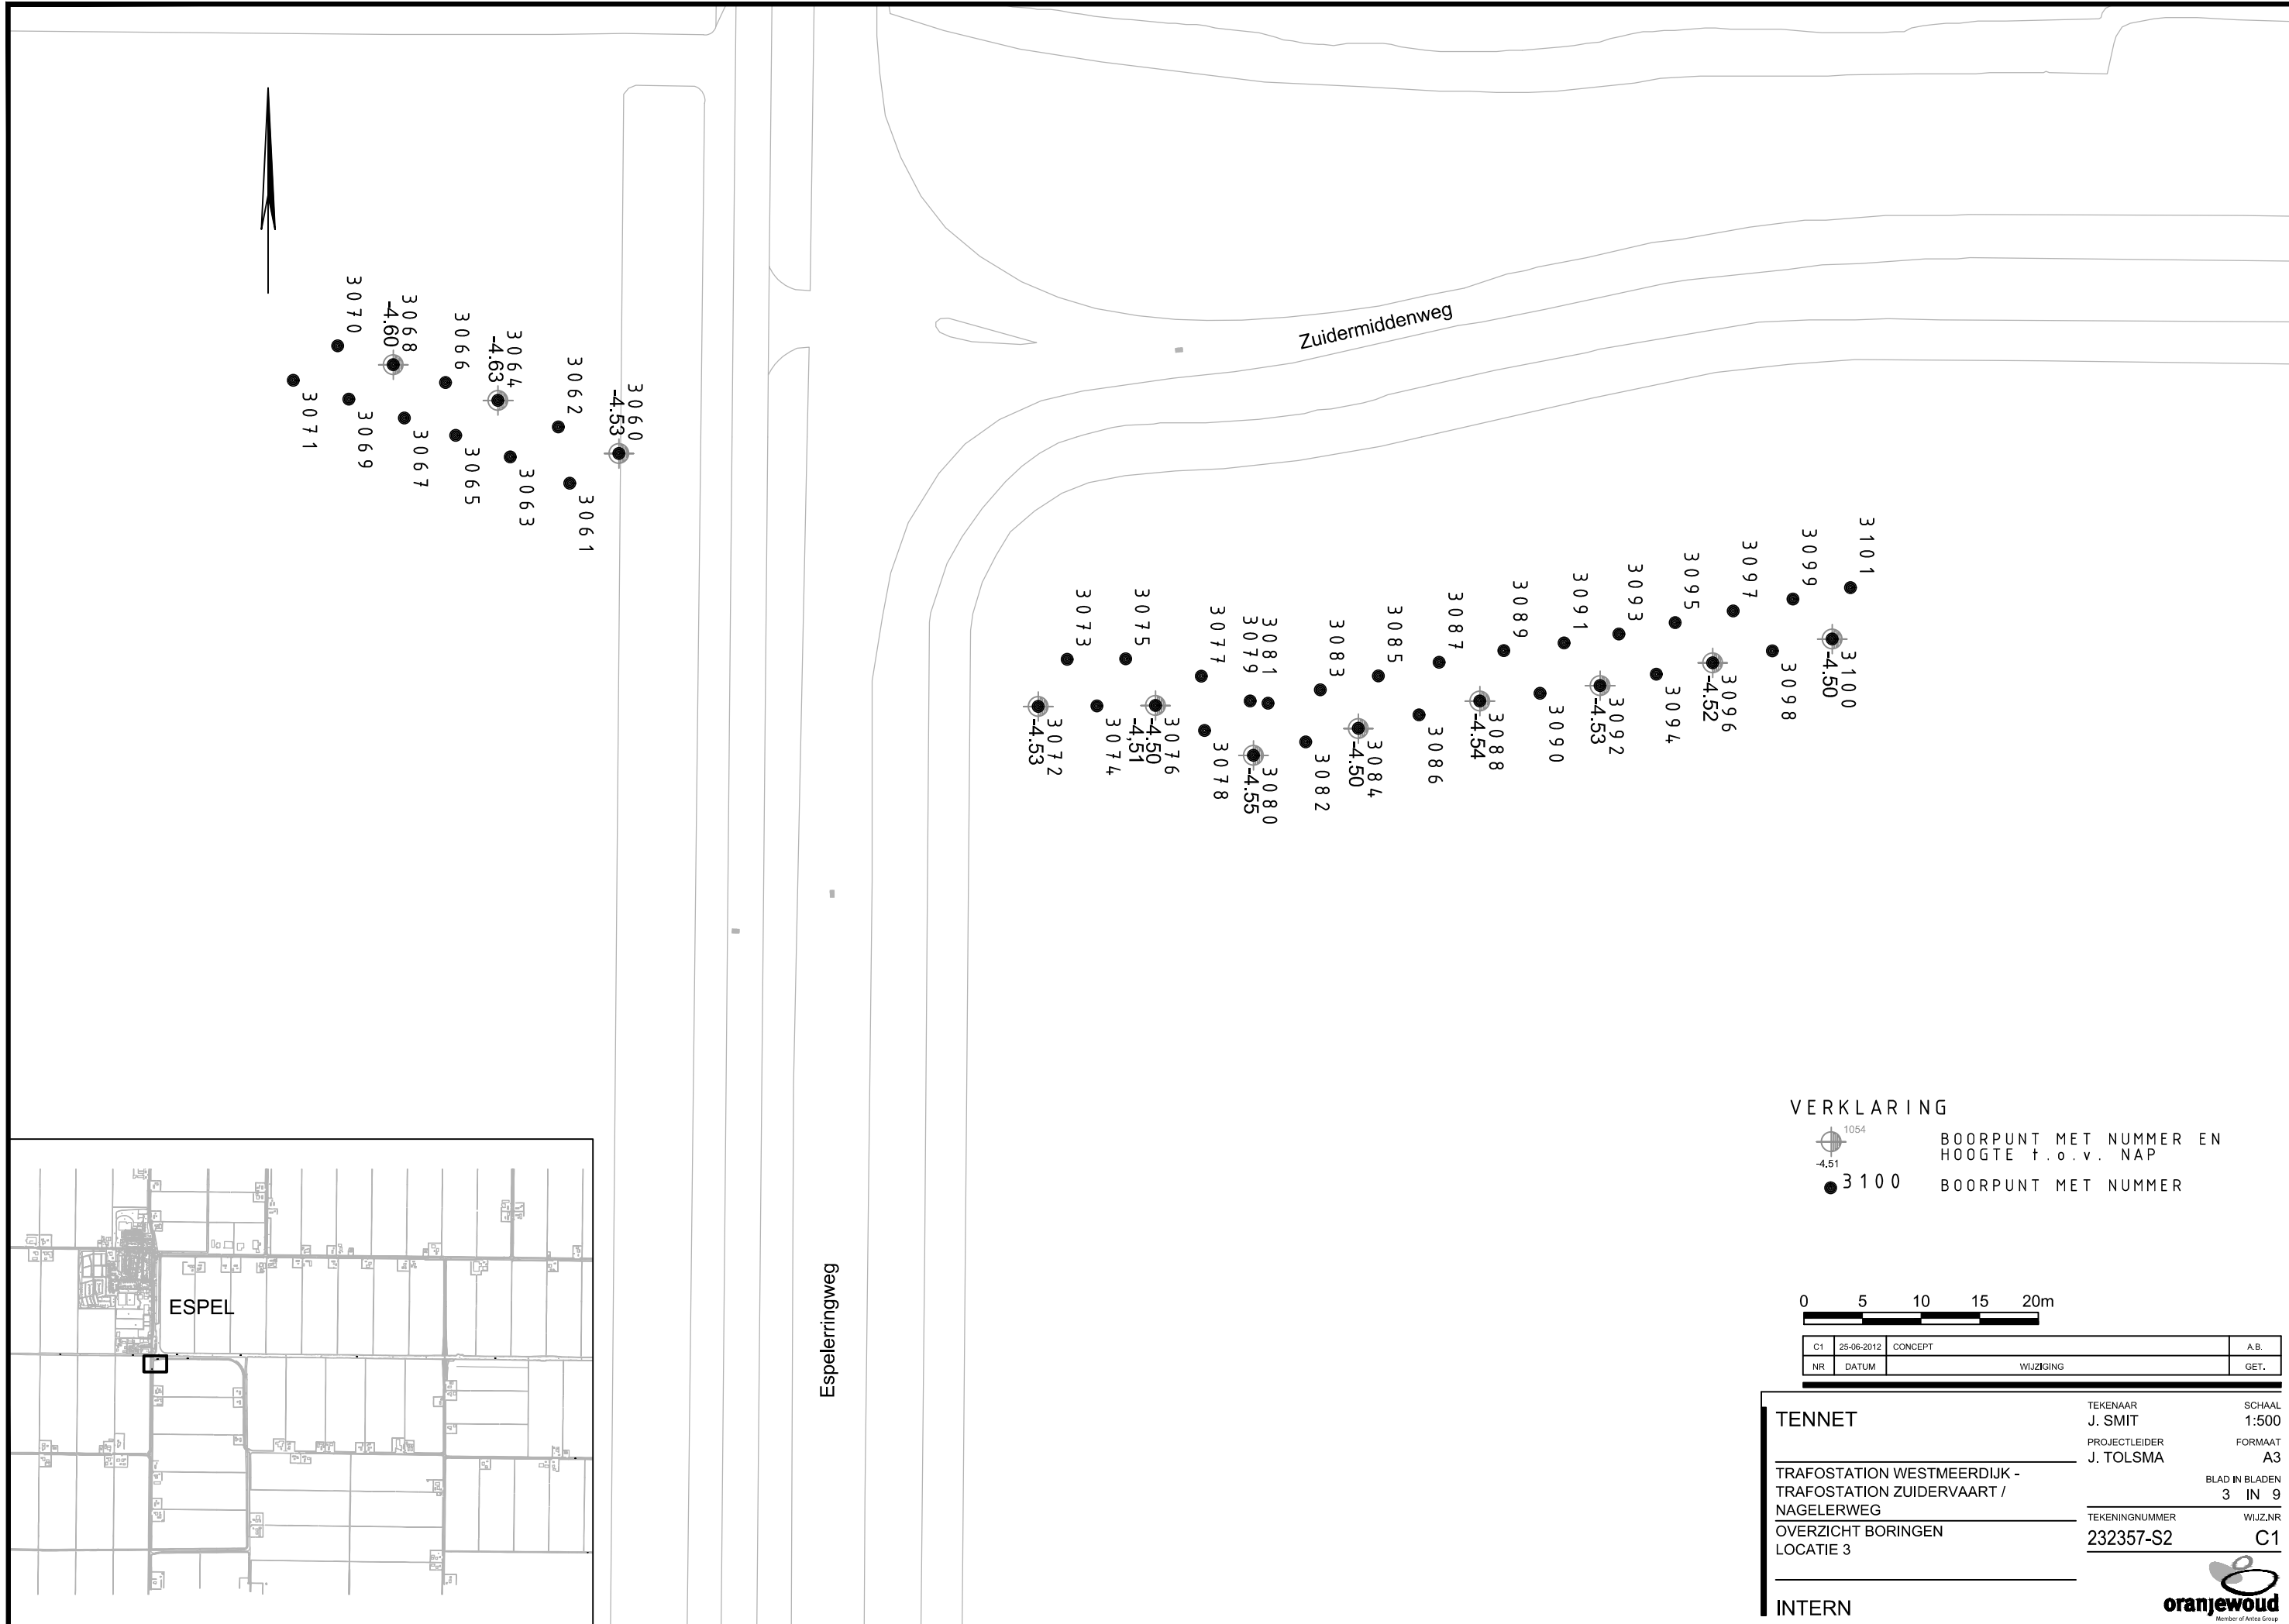 Zuidermiddenweg
3070
3068
-4.60
3066
3064
-4.63
3062
3060
-4.53
3071
3069
3067
3065
3063
3061
3073
3075
3077
3079
3081
3083
3085
3087
3089
3091
3093
3095
3097
3099
3101
3072
-4.53
3074
3076
-4.50
-4,51
3078
3080
-4.55
3082
3084
-4.50
3086
3088
-4.54
3090
3092
-4.53
3094
3096
-4.52
3098
3100
-4.50
Espelerringweg
ESPEL
VERKLARING
1054
-4.51
BOORPUNT MET NUMMER EN
HOOGTE t.o.v. NAP
3100 BOORPUNT MET NUMMER
0 5 10 15 20m
C1 25-06-2012 CONCEPT A.B.
NR DATUM WIJZIGING GET.
TENNET
TEKENAAR SCHAAL
J. SMIT 1:500
PROJECTLEIDER FORMAAT
J. TOLSMA A3
TRAFOSTATION WESTMEERDIJK -
TRAFOSTATION ZUIDERVAART /
NAGELERWEG
BLAD IN BLADEN
3 IN 9
OVERZICHT BORINGEN
LOCATIE 3
TEKENINGNUMMER WIJZ.NR
232357-S2 C1
INTERN
oranjewoud
Member of Antea Group